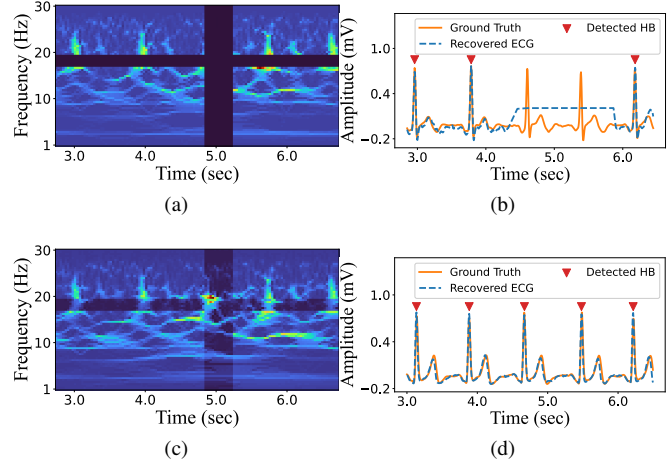 Frequency (Hz)
30
20
10
1
3.0 4.0 5.0 6.0
Time (sec)
(a)
Amplitude (mV)
1.0
0.4
−0.2
Ground Truth
Recovered ECG
Detected HB
3.0 4.0 5.0 6.0
Time (sec)
(b)
Frequency (Hz)
30
20
10
1
3.0 4.0 5.0 6.0
Time (sec)
(c)
Amplitude (mV)
1.0
0.4
−0.2
Ground Truth
Recovered ECG
Detected HB
3.0 4.0 5.0 6.0
Time (sec)
(d)